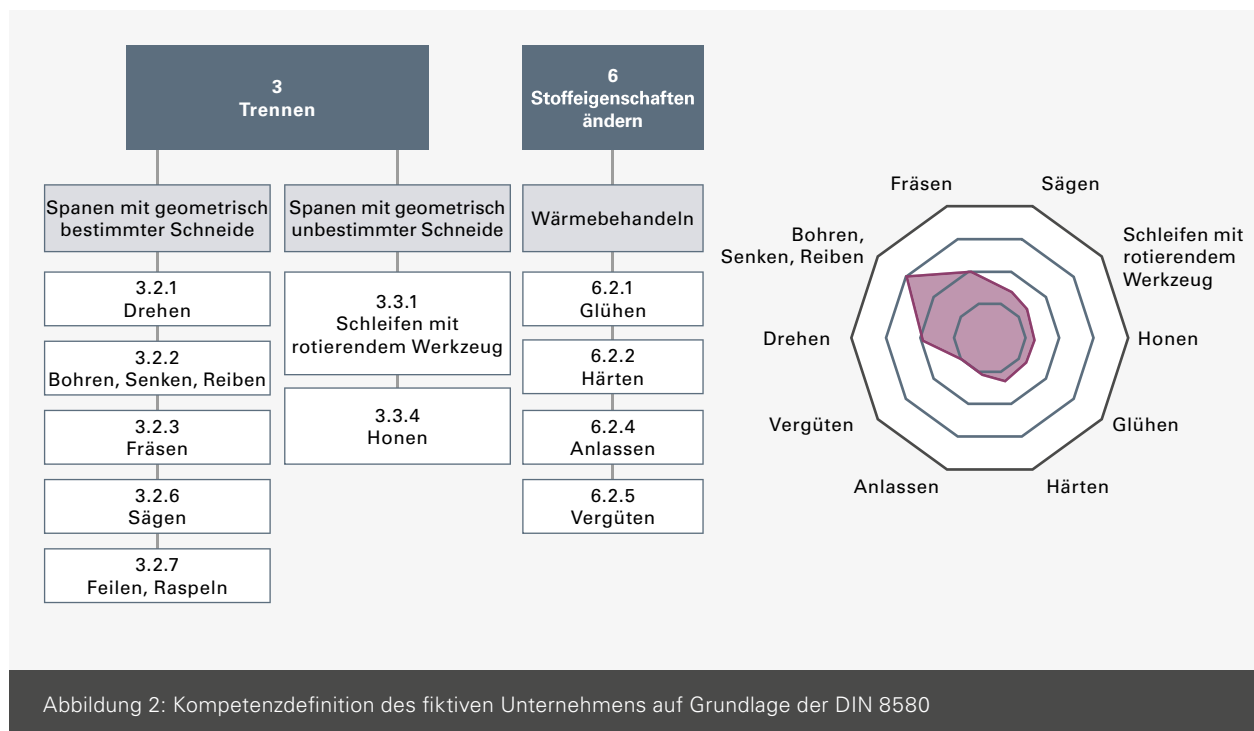 3
Trennen
6
Stoffeigenschaften
ändern
Spanen mit geometrisch
bestimmter Schneide
Spanen mit geometrisch
unbestimmter Schneide
Wärmebehandeln
3.2.1
Drehen
3.2.2
Bohren, Senken, Reiben
3.2.3
Fräsen
3.2.6
Sägen
3.2.7
Feilen, Raspeln
3.3.1
Schleifen mit
rotierendem Werkzeug
3.3.4
Honen
6.2.1
Glühen
6.2.2
Härten
6.2.4
Anlassen
6.2.5
Vergüten
Fräsen
Sägen
Bohren,
Senken, Reiben
Schleifen mit
rotierendem
Werkzeug
Drehen
Honen
Vergüten
Glühen
Anlassen
Härten
Abbildung 2: Kompetenzdefinition des fiktiven Unternehmens auf Grundlage der DIN 8580